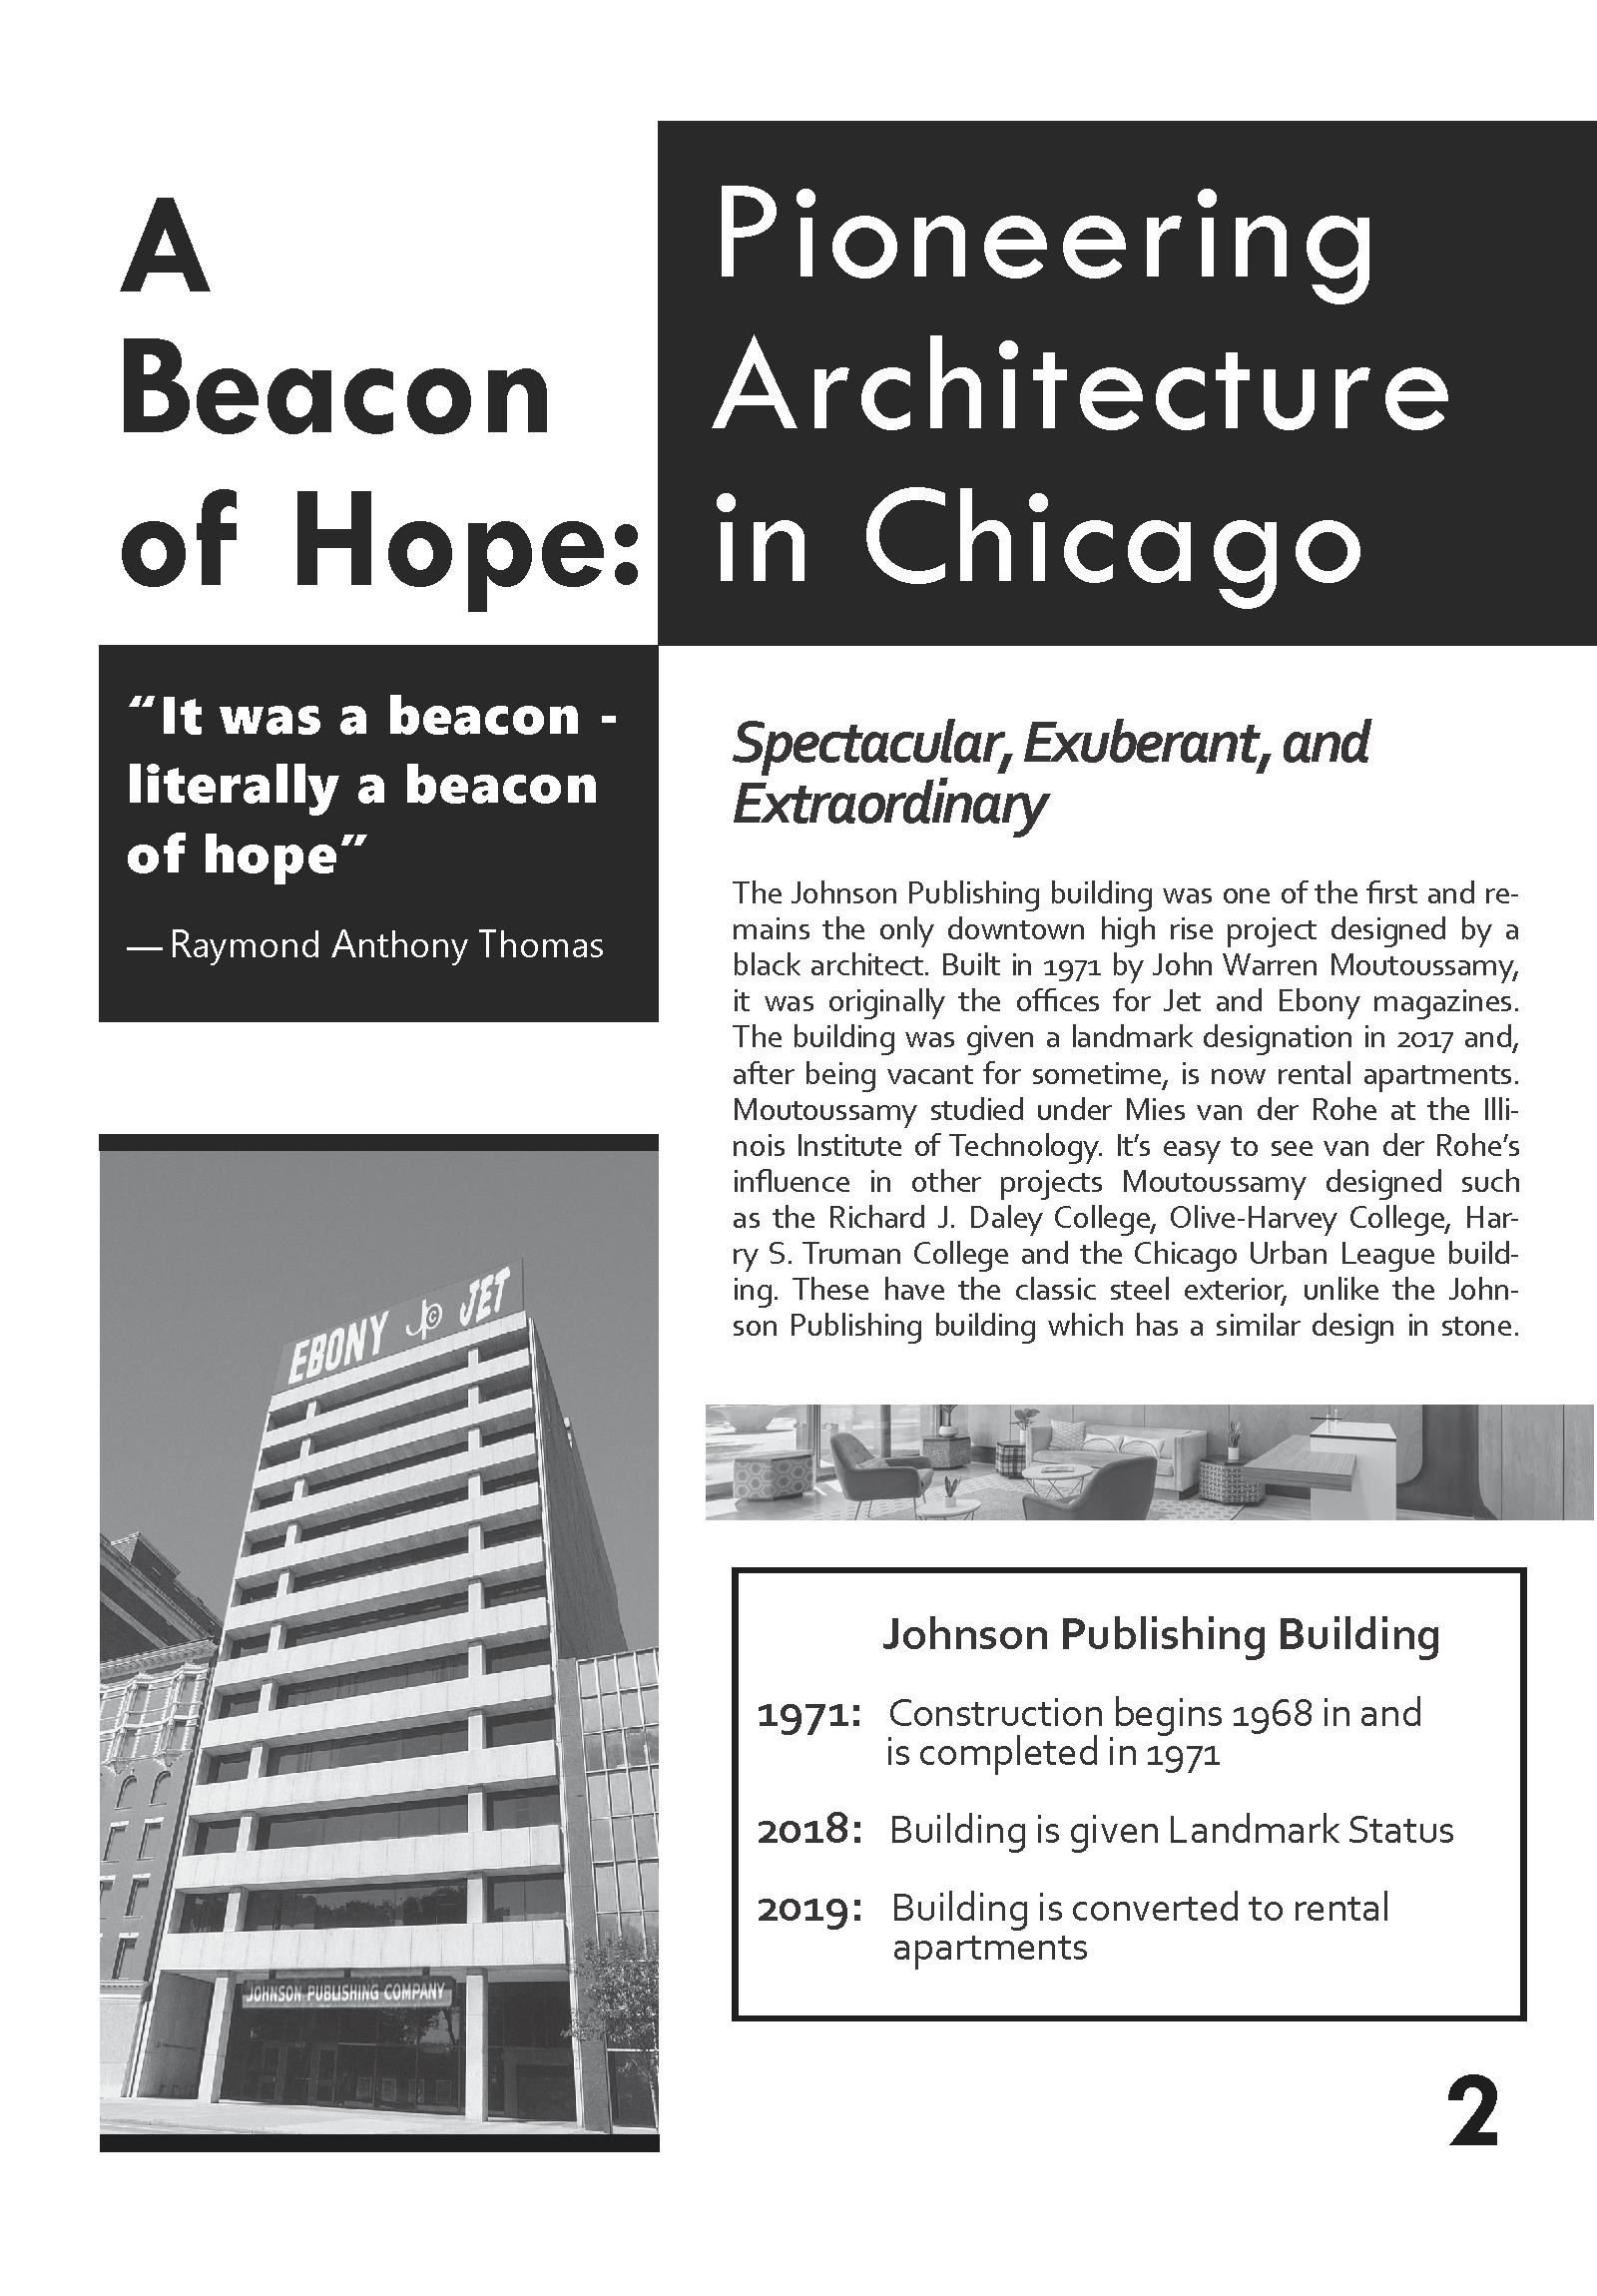 A
Beacon
of Hope:
Pioneering
Architecture
in Chicago
“It was a beacon -
literally a beacon
of hope”
— Raymond Anthony Thomas
Spectacular, Exuberant, and
Extraordinary
The Johnson Publishing building was one of the first and re-
mains the only downtown high rise project designed by a
black architect. Built in 1971 by John Warren Moutoussamy,
it was originally the offices for Jet and Ebony magazines.
The building was given a landmark designation in 2017 and,
after being vacant for sometime, is now rental apartments.
Moutoussamy studied under Mies van der Rohe at the Illi-
nois Institute of Technology. It’s easy to see van der Rohe’s
influence in other projects Moutoussamy designed such
as the Richard J. Daley College, Olive-Harvey College, Har-
ry S. Truman College and the Chicago Urban League build-
ing. These have the classic steel exterior, unlike the John-
son Publishing building which has a similar design in stone.
EBONY JPC JET
JOHNSON PUBLISHING COMPANY
Johnson Publishing Building
1971: Construction begins 1968 in and
is completed in 1971
2018: Building is given Landmark Status
2019: Building is converted to rental
apartments
2